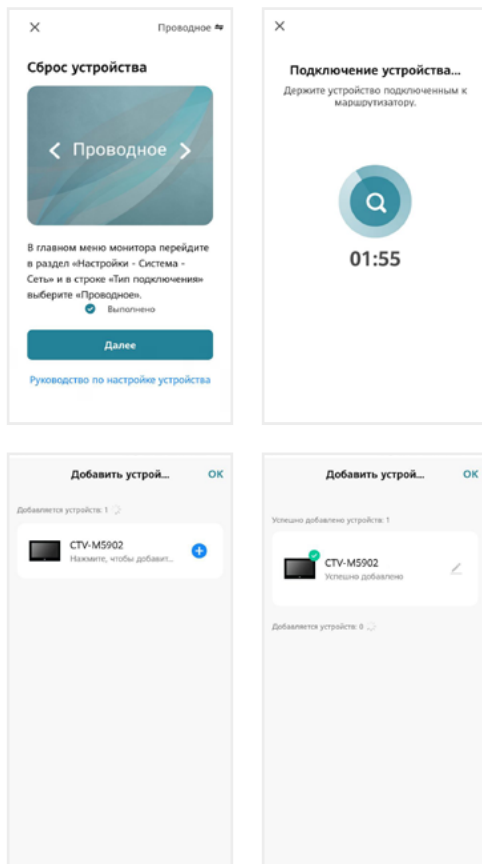 Проводное
Сброс устройства
Проводное
В главном меню монитора перейдите
в раздел «Настройки - Система -
Сеть» и в строке «Тип подключения»
выберите «Проводное».
Выполнено
Далее
Руководство по настройке устройства
Подключение устройства...
Держите устройство подключенным к
маршрутизатору.
01:55
Добавить устрой... OK
Добавляется устройств: 1
CTV-M5902
Нажмите, чтобы добавит...
Добавить устрой... OK
Успешно добавлено устройств: 1
CTV-M5902
Успешно добавлено
Добавляется устройств: 0